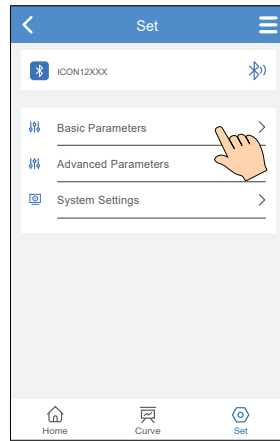 Set
ICON12XXX
Basic Parameters
Advanced Parameters
System Settings
Home Curve Set